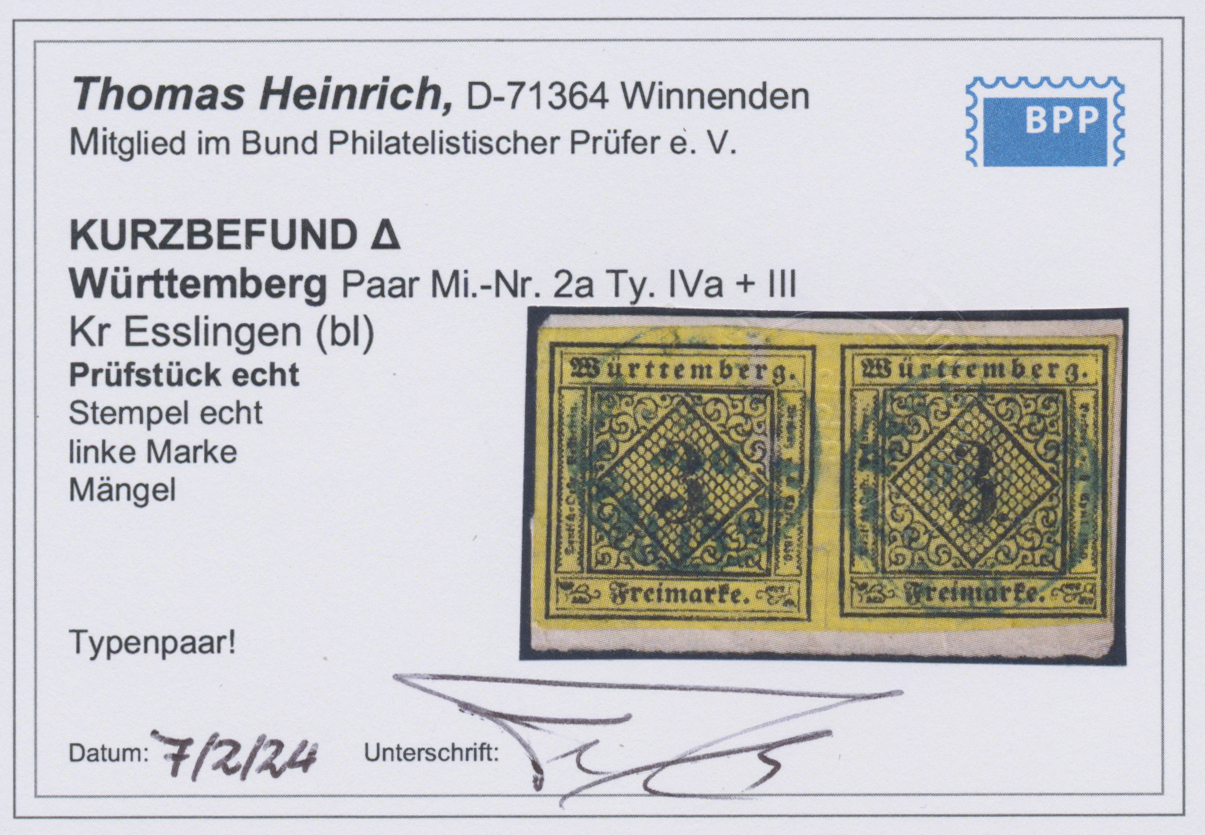 Thomas Heinrich, D-71364 Winnenden
Mitglied im Bund Philatelistischer Prüfer e. V.
BPP
KURZBEFUND Δ
Württemberg Paar Mi.-Nr. 2a Ty. IVa + III
Kr Esslingen (bl)
Prüfstück echt
Stempel echt
linke Marke
Mängel
Württemberg. Württemberg.
3 3
1850.
Freimarke. Freimarke.
Typenpaar!
Datum: 7/2/24 Unterschrift: